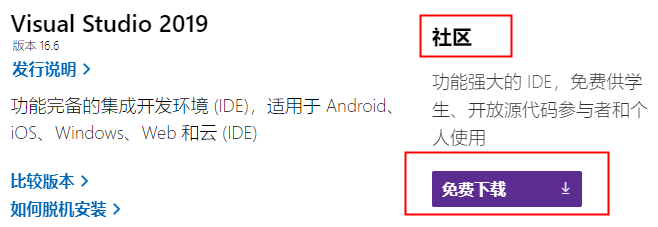 Visual Studio 2019
版本 16.6
发行说明
功能完备的集成开发环境 (IDE)，适用于 Android、
iOS、Windows、Web 和云 (IDE)
比较版本
如何脱机安装
社区
功能强大的 IDE，免费供学
生、开放源代码参与者和个
人使用
免费下载